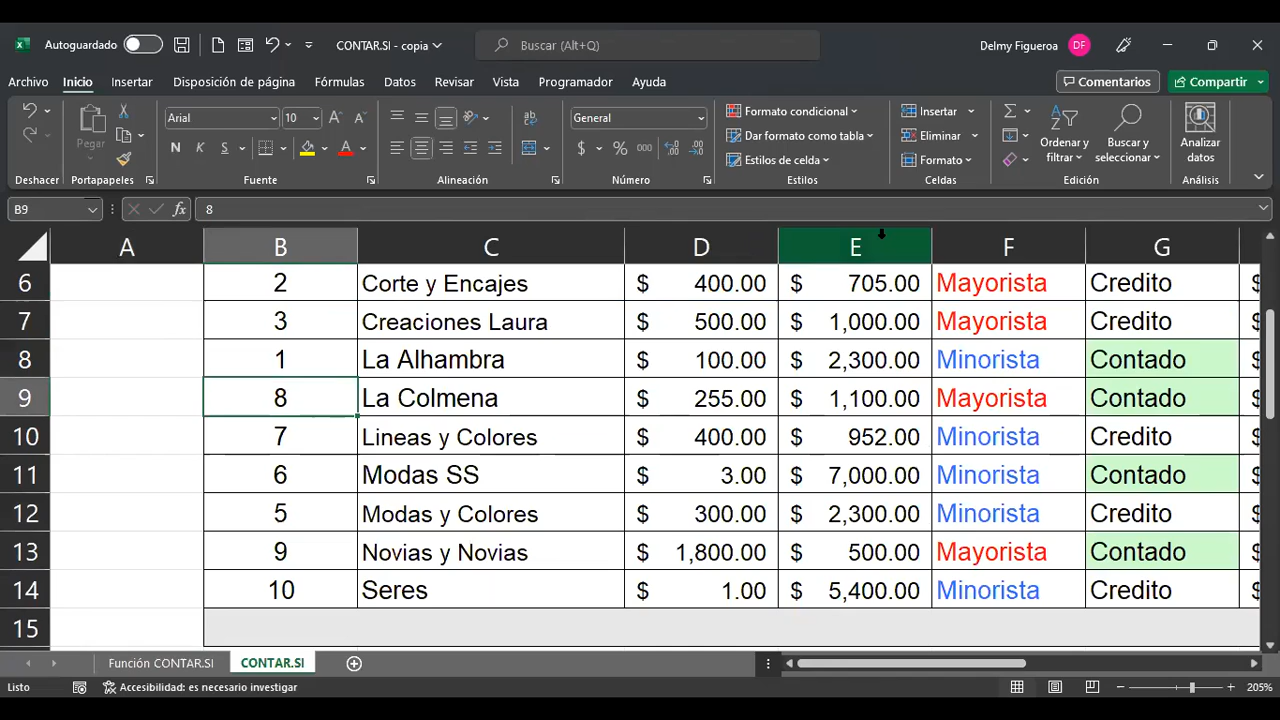 Autoguardado CONTAR.SI - copia Buscar (Alt+Q) Delmy Figueroa DF
Archivo Inicio Insertar Disposición de página Fórmulas Datos Revisar Vista Programador Ayuda Comentarios Compartir
Pegar
Arial 10 A A
N K S A
ab
General
$ % 000
Formato condicional
Dar formato como tabla
Estilos de celda
Insertar
Eliminar
Formato
Ordenar y filtrar
Buscar y seleccionar
Analizar datos
Deshacer Portapapeles Fuente Alineación Número Estilos Celdas Edición Análisis
B9 fx 8
A B C D E F G
6 2 Corte y Encajes $ 400.00 $ 705.00 Mayorista Credito $
7 3 Creaciones Laura $ 500.00 $ 1,000.00 Mayorista Credito $
8 1 La Alhambra $ 100.00 $ 2,300.00 Minorista Contado $
9 8 La Colmena $ 255.00 $ 1,100.00 Mayorista Contado $
10 7 Lineas y Colores $ 400.00 $ 952.00 Minorista Credito $
11 6 Modas SS $ 3.00 $ 7,000.00 Minorista Contado $
12 5 Modas y Colores $ 300.00 $ 2,300.00 Minorista Credito $
13 9 Novias y Novias $ 1,800.00 $ 500.00 Mayorista Contado $
14 10 Seres $ 1.00 $ 5,400.00 Minorista Credito $
15
Función CONTAR.SI CONTAR.SI
Listo Accesibilidad: es necesario investigar 205%